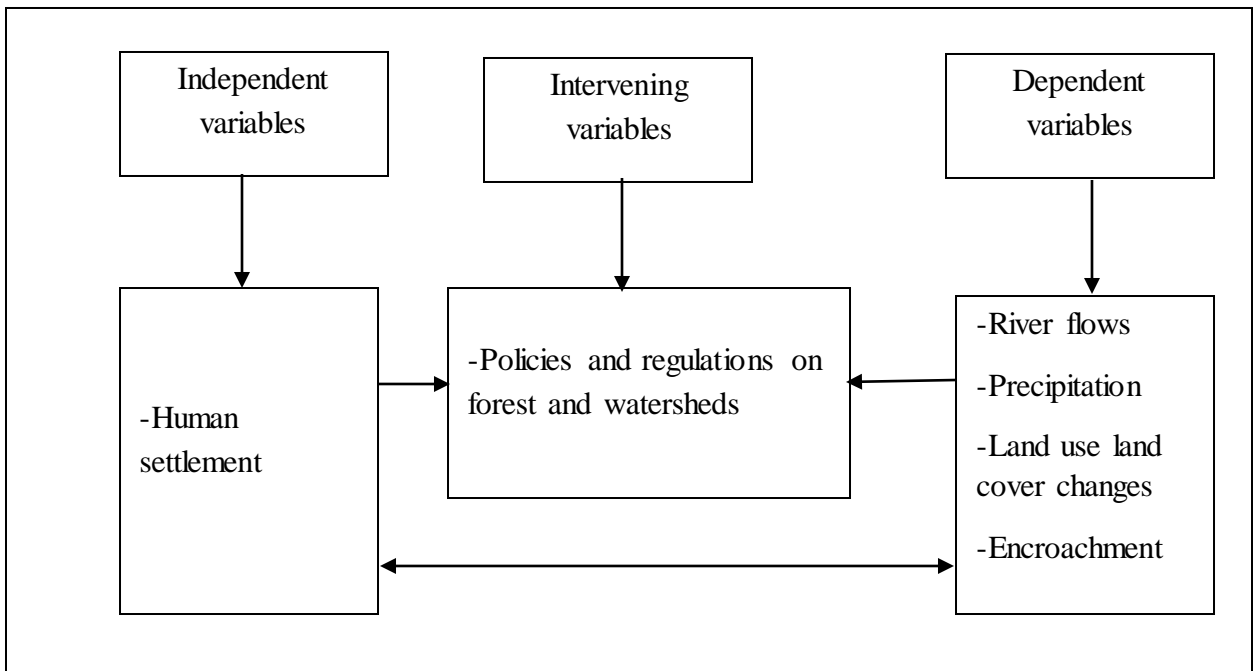 Independent
variables
Intervening
variables
Dependent
variables
-Human
settlement
-Policies and regulations on
forest and watersheds
-River flows
-Precipitation
-Land use land
cover changes
-Encroachment